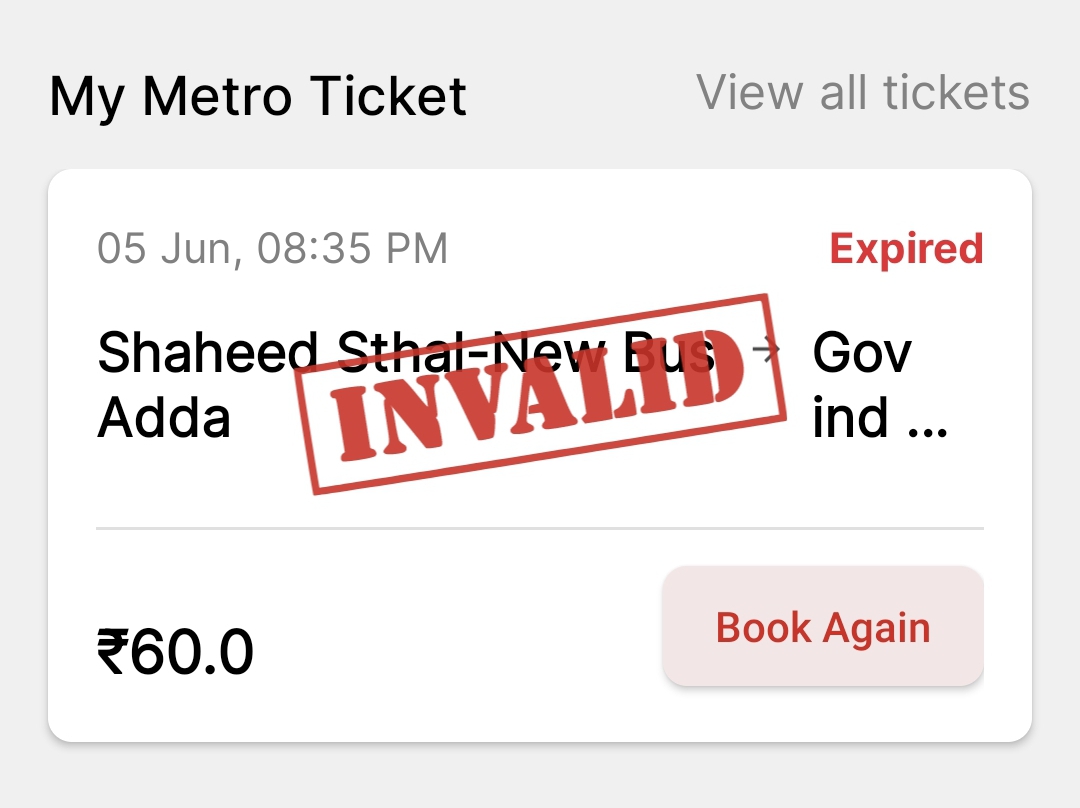 My Metro Ticket
View all tickets
05 Jun, 08:35 PM
Expired
Shaheed Sthal-New Bus → Gov
Adda ind ...
INVALID
₹60.0
Book Again